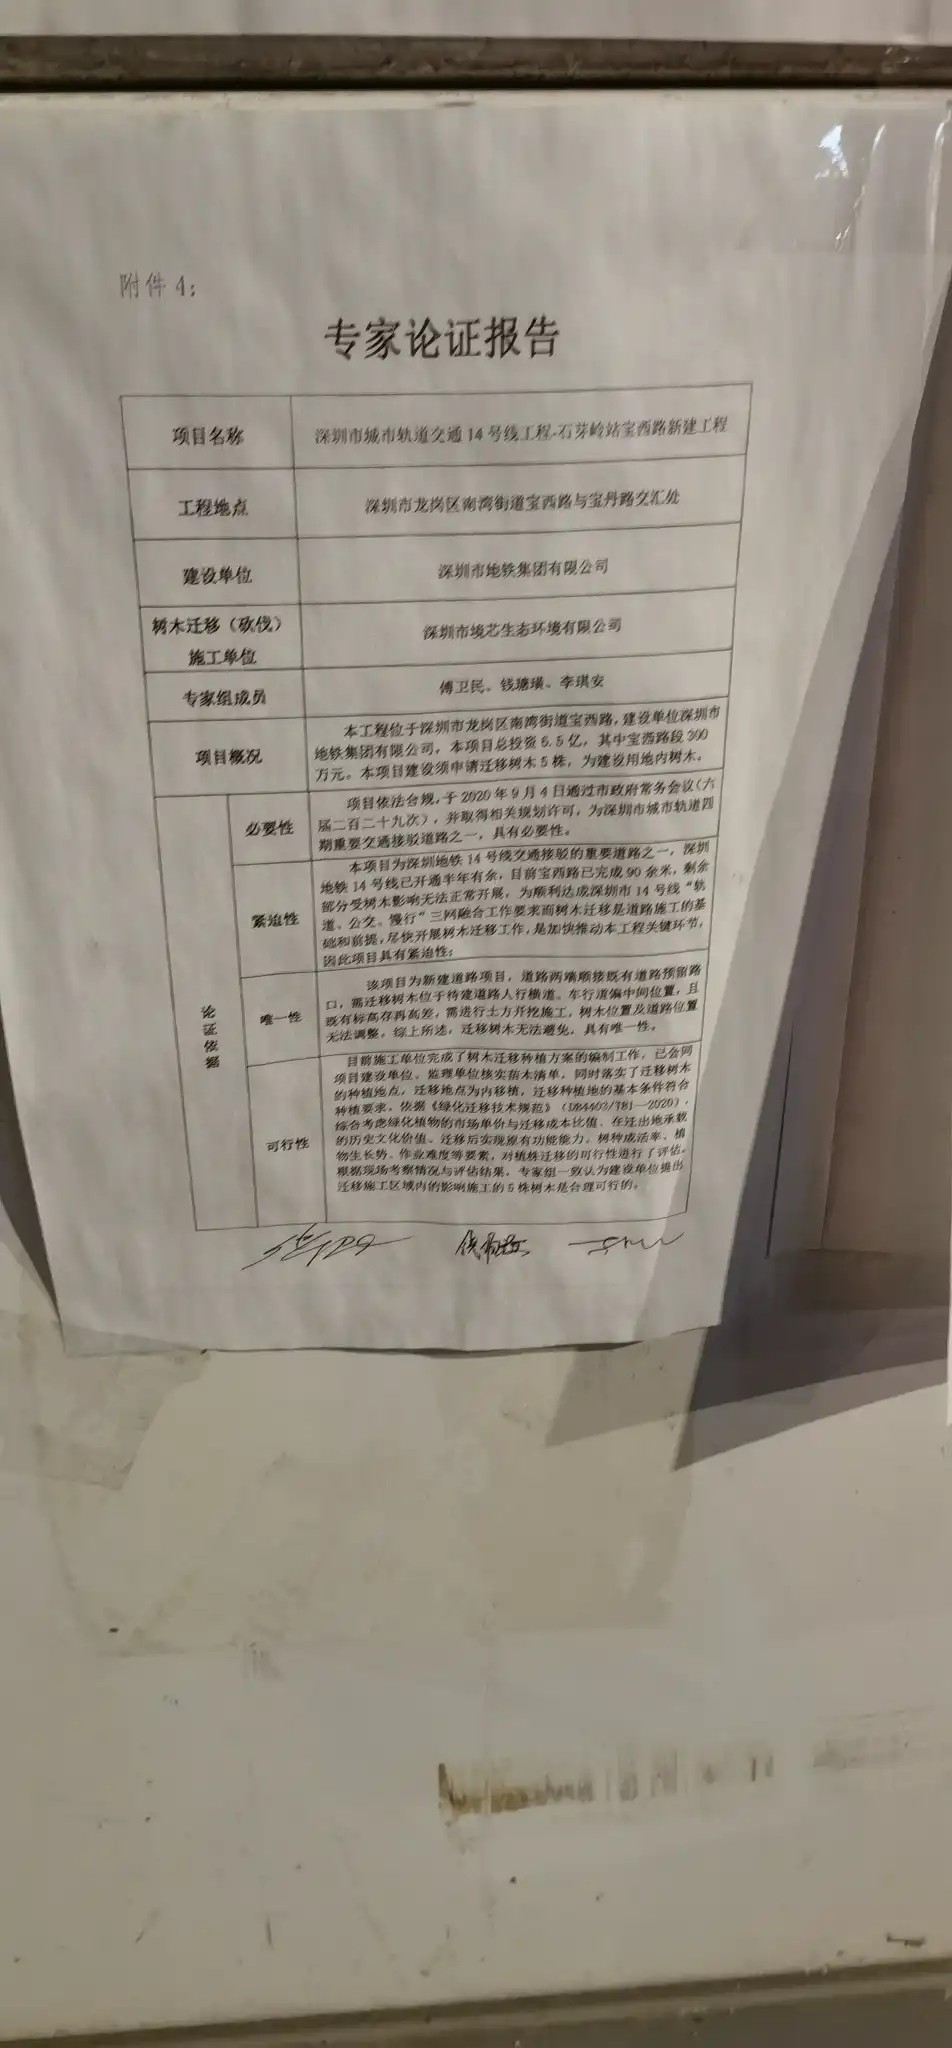 附件 4：
专家论证报告
项目名称
深圳市城市轨道交通 14 号线工程-石芽岭站宝西路新建工程
工程地点
深圳市龙岗区南湾街道宝西路与宝丹路交汇处
建设单位
深圳市地铁集团有限公司
树木迁移（砍伐）
施工单位
深圳市境芯生态环境有限公司
专家组成员
傅卫民、钱瑭璜、李琪安
项目概况
本工程位于深圳市龙岗区南湾街道宝西路，建设单位深圳市
地铁集团有限公司，本项目总投资 6.5 亿，其中宝西路段 300
万元。本项目建设须申请迁移树木 5 株，为建设用地内树木。
论证依据
必要性
项目依法合规，于 2020 年 9 月 4 日通过市政府常务会议（六
届二百二十九次），并取得相关规划许可，为深圳市城市轨道四
期重要交通接驳道路之一，具有必要性。
紧迫性
本项目为深圳地铁 14 号线交通接驳的重要道路之一，深圳
地铁 14 号线已开通半年有余，目前宝西路已完成 90 余米，剩余
部分受树木影响无法正常开展，为顺利达成深圳市 14 号线“轨
道、公交、慢行”三网融合工作要求而树木迁移是道路施工的基
础和前提，尽快开展树木迁移工作，是加快推动本工程关键环节，
因此项目具有紧迫性；
唯一性
该项目为新建道路项目，道路两端顺接既有道路预留路
口，需迁移树木位于待建道路人行横道、车行道偏中间位置，且
既有标高存再高差，需进行土方开挖施工，树木位置及道路位置
无法调整，综上所述，迁移树木无法避免，具有唯一性。
可行性
目前施工单位完成了树木迁移种植方案的编制工作，已会同
项目建设单位、监理单位核实苗木清单，同时落实了迁移树木
的种植地点，迁移地点为内移植，迁移种植地的基本条件符合
种植要求。依据《绿化迁移技术规范》（DB4403/T81—2020），
综合考虑绿化植物的市场单价与迁移成本比值、在迁出地承载
的历史文化价值、迁移后实现原有功能能力、树种成活率、植
物生长势、作业难度等要素，对植株迁移的可行性进行了评估。
根据现场考察情况与评估结果，专家组一致认为建设单位提出
迁移施工区域内的影响施工的 5 株树木是合理可行的。